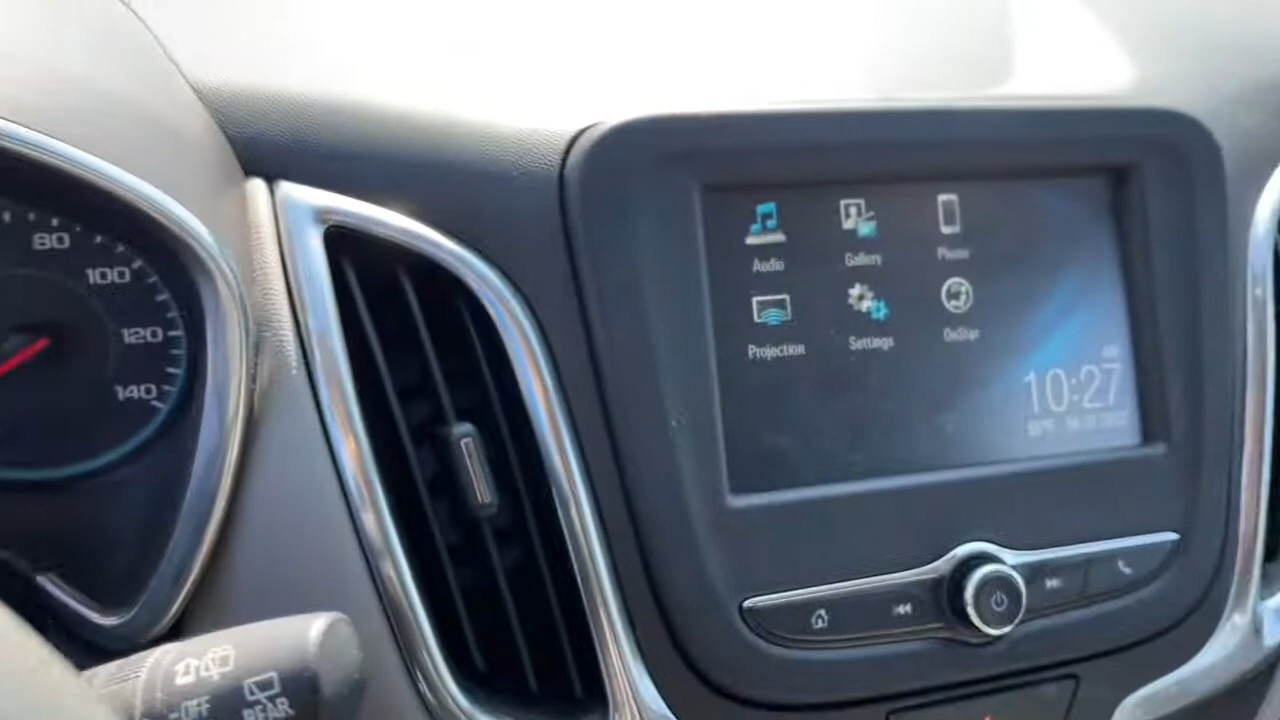 80
100
120
140
Audio
Gallery
Phone
Projection
Settings
OnStar
10:27
OFF
REAR